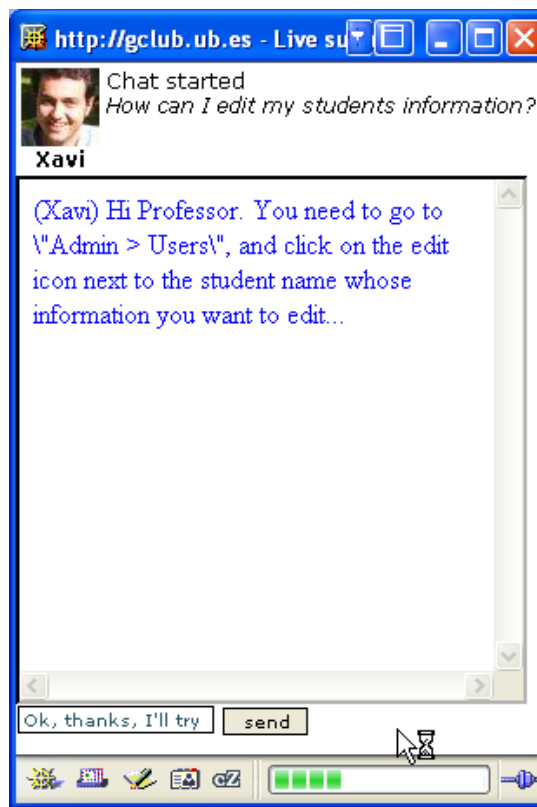 http://gclub.ub.es - Live su
Chat started
How can I edit my students information?
Xavi
(Xavi) Hi Professor. You need to go to
\"Admin > Users\", and click on the edit
icon next to the student name whose
information you want to edit...
Ok, thanks, I'll try
send
cZ